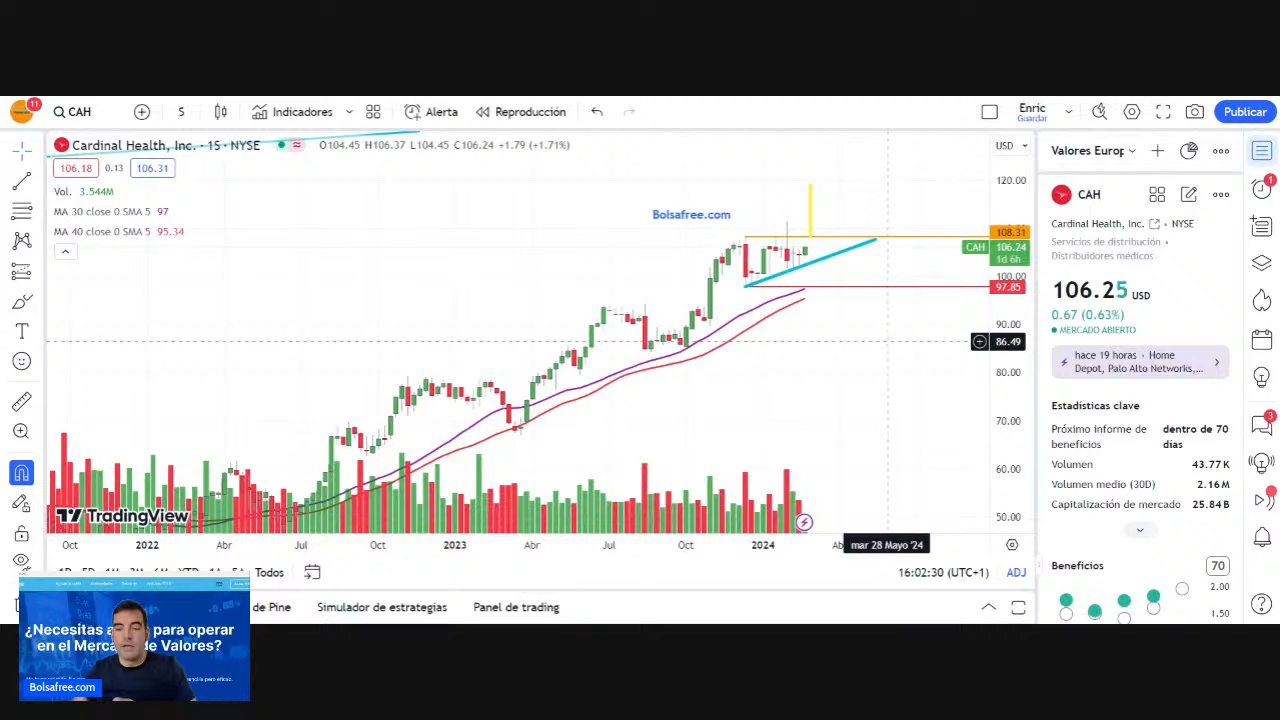 11
CAH
Indicadores
Alerta
Reproducción
Enric
Guardar
Publicar
Cardinal Health, Inc. · 1S · NYSE
O104.45 H106.37 L104.45 C106.24 +1.79 (+1.71%)
USD
106.18
0.13
106.31
Vol. 3.544M
MA 30 close 0 SMA 5 97
MA 40 close 0 SMA 5 95.34
Bolsafree.com
120.00
108.31
CAH
106.24
1d 6h
100.00
97.85
90.00
86.49
80.00
70.00
60.00
50.00
TradingView
Oct
2022
Abr
Jul
Oct
2023
Abr
Jul
Oct
2024
mar 28 Mayo '24
Todos
16:02:30 (UTC+1)
ADJ
de Pine
Simulador de estrategias
Panel de trading
Valores Europ
CAH
Cardinal Health, Inc.
NYSE
Servicios de distribución •
Distribuidores médicos
106.25 USD
0.67 (0.63%)
MERCADO ABIERTO
hace 19 horas · Home
Depot, Palo Alto Networks,...
Estadísticas clave
Próximo informe de beneficios
dentro de 70 días
Volumen 43.77K
Volumen medio (30D) 2.16M
Capitalización de mercado 25.84B
Beneficios
70
2.00
1.50
1
3
¿Necesitas a para operar
en el Mercado de Valores?
Bolsafree.com